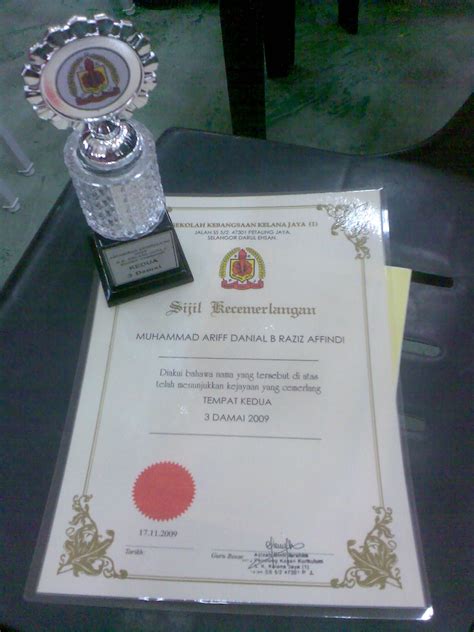 KEDUA
3 Damai
SEKOLAH KEBANGSAAN KELANA JAYA (1)
JALAN SS 5/2 47301 PETALING JAYA,
SELANGOR DARUL EHSAN.
Sijil Kecemerlangan
MUHAMMAD ARIFF DANIAL B RAZIZ AFFINDI
Diakui bahawa nama yang tersebut di atas
telah menunjukkan kejayaan yang cemerlang
TEMPAT KEDUA
3 DAMAI 2009
17.11.2009
Tarikh:
Guru Besar